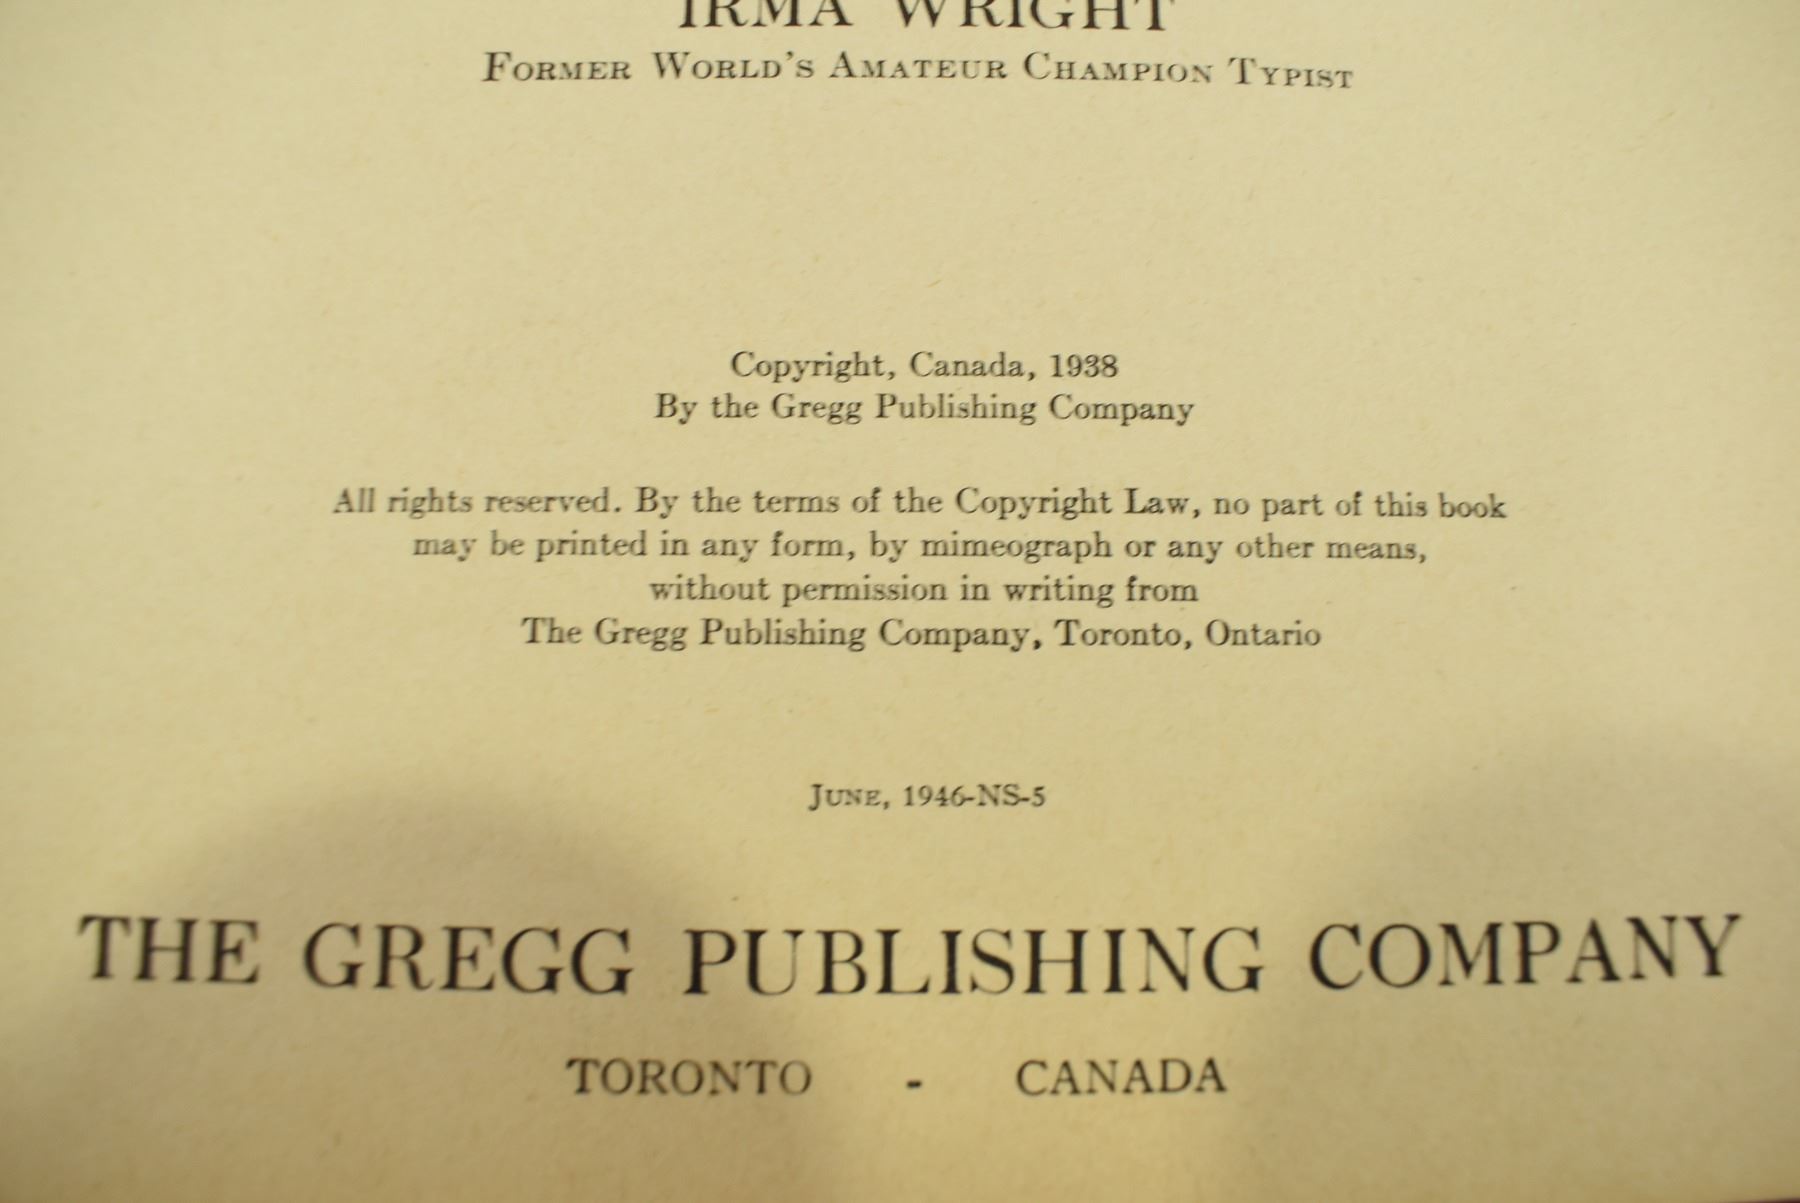 IRMA WRIGHT
FORMER WORLD'S AMATEUR CHAMPION TYPIST
Copyright, Canada, 1938
By the Gregg Publishing Company
All rights reserved. By the terms of the Copyright Law, no part of this book
may be printed in any form, by mimeograph or any other means,
without permission in writing from
The Gregg Publishing Company, Toronto, Ontario
JUNE, 1946-NS-5
THE GREGG PUBLISHING COMPANY
TORONTO - CANADA